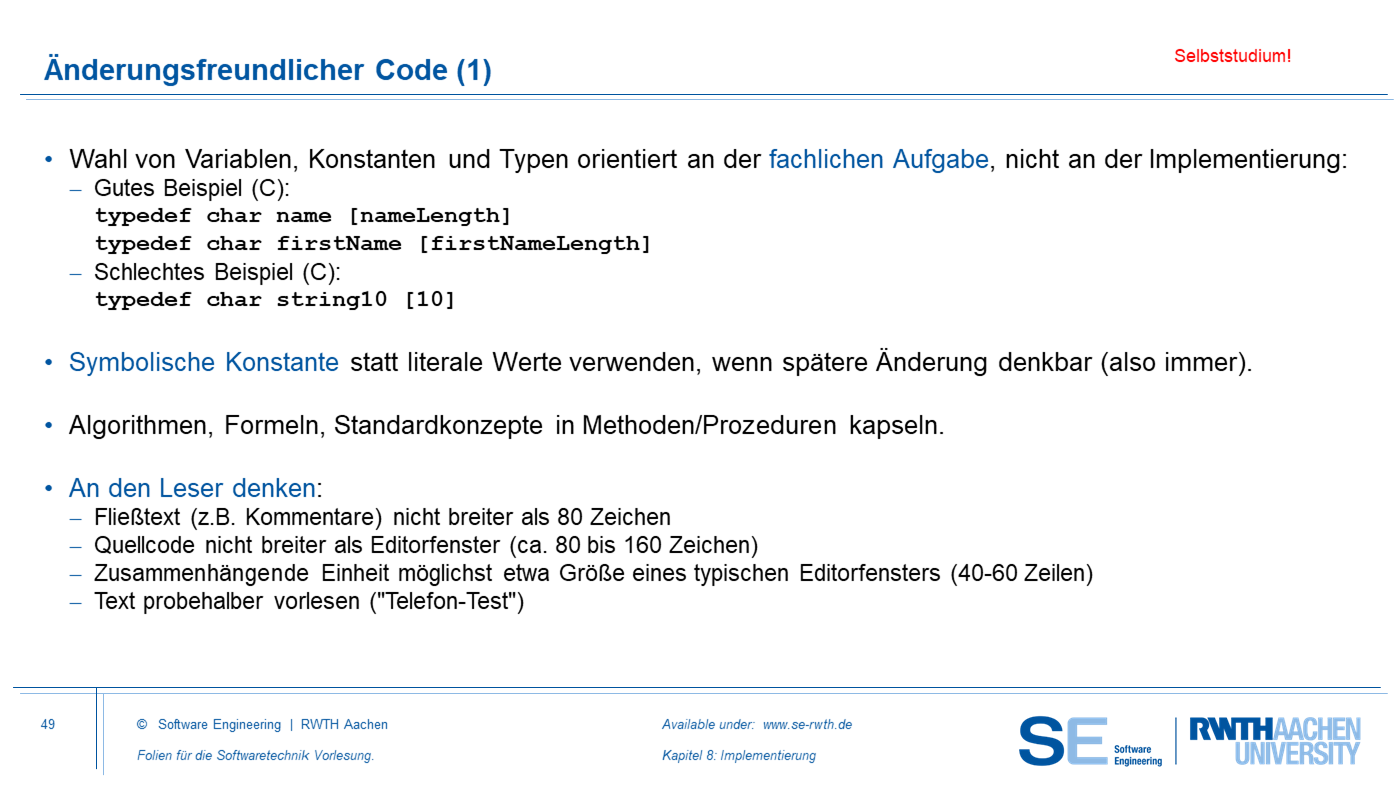 Änderungsfreundlicher Code (1)
Selbststudium!
• Wahl von Variablen, Konstanten und Typen orientiert an der fachlichen Aufgabe, nicht an der Implementierung:
– Gutes Beispiel (C):
typedef char name [nameLength]
typedef char firstName [firstNameLength]
– Schlechtes Beispiel (C):
typedef char string10 [10]
• Symbolische Konstante statt literale Werte verwenden, wenn spätere Änderung denkbar (also immer).
• Algorithmen, Formeln, Standardkonzepte in Methoden/Prozeduren kapseln.
• An den Leser denken:
– Fließtext (z.B. Kommentare) nicht breiter als 80 Zeichen
– Quellcode nicht breiter als Editorfenster (ca. 80 bis 160 Zeichen)
– Zusammenhängende Einheit möglichst etwa Größe eines typischen Editorfensters (40-60 Zeilen)
– Text probehalber vorlesen ("Telefon-Test")
49
© Software Engineering | RWTH Aachen
Folien für die Softwaretechnik Vorlesung.
Available under: www.se-rwth.de
Kapitel 8: Implementierung
SE Software
Engineering
RWTHAACHEN
UNIVERSITY